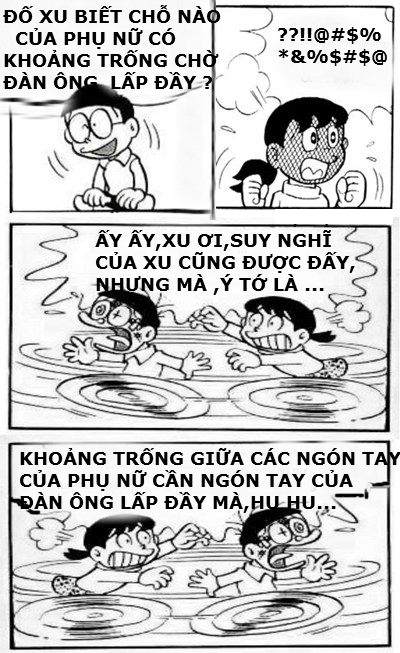 ĐỐ XU BIẾT CHỖ NÀO
CỦA PHỤ NỮ CÓ
KHOẢNG TRỐNG CHỜ
ĐÀN ÔNG LẤP ĐẦY ?
??!!@#$%
*&%$#$@
ẤY ẤY,XU ƠI,SUY NGHĨ
CỦA XU CŨNG ĐƯỢC ĐẤY,
NHƯNG MÀ ,Ý TỚ LÀ ...
KHOẢNG TRỐNG GIỮA CÁC NGÓN TAY
CỦA PHỤ NỮ CẦN NGÓN TAY CỦA
ĐÀN ÔNG LẤP ĐẦY MÀ,HU HU...